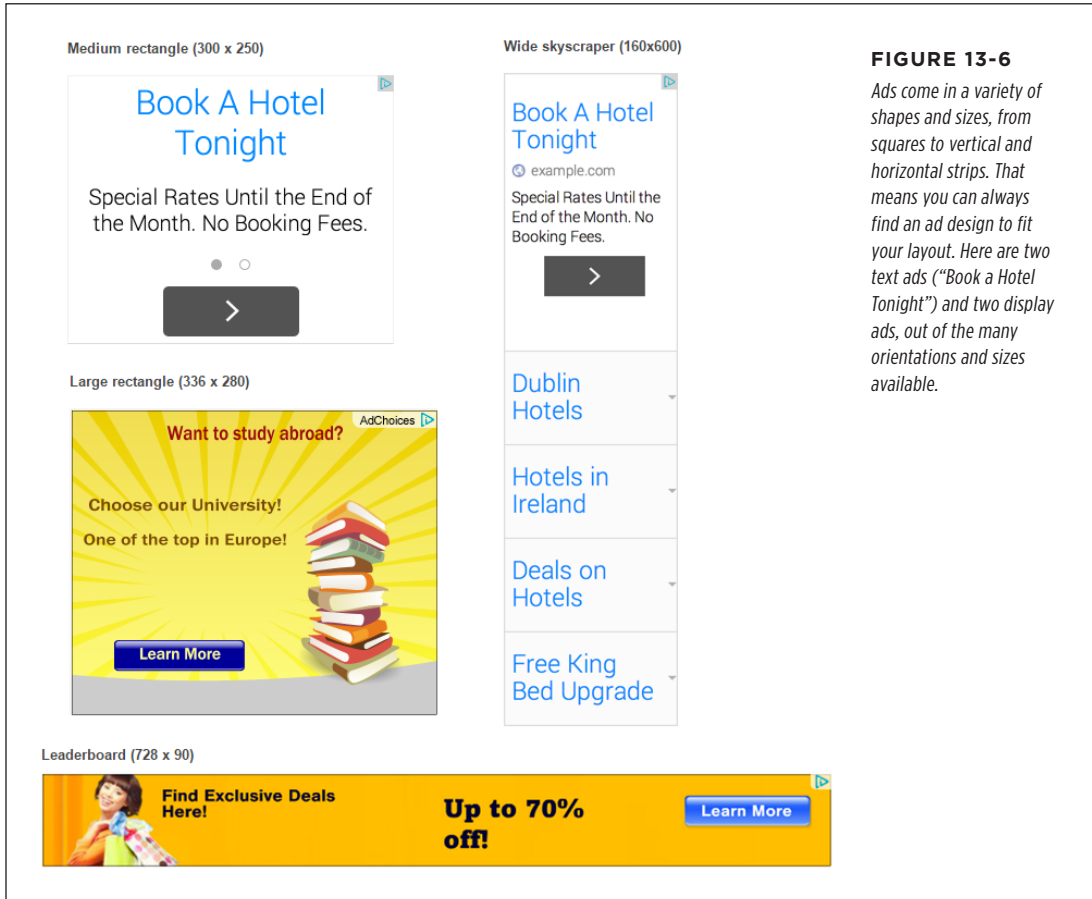 Medium rectangle (300 x 250)
Book A Hotel
Tonight
Special Rates Until the End of
the Month. No Booking Fees.
Large rectangle (336 x 280)
AdChoices
Want to study abroad?
Choose our University!
One of the top in Europe!
Learn More
Wide skyscraper (160x600)
Book A Hotel
Tonight
example.com
Special Rates Until the
End of the Month. No
Booking Fees.
Dublin
Hotels
Hotels in
Ireland
Deals on
Hotels
Free King
Bed Upgrade
Leaderboard (728 x 90)
Find Exclusive Deals
Here!
Up to 70%
off!
Learn More
FIGURE 13-6
Ads come in a variety of
shapes and sizes, from
squares to vertical and
horizontal strips. That
means you can always
find an ad design to fit
your layout. Here are two
text ads (“Book a Hotel
Tonight”) and two display
ads, out of the many
orientations and sizes
available.